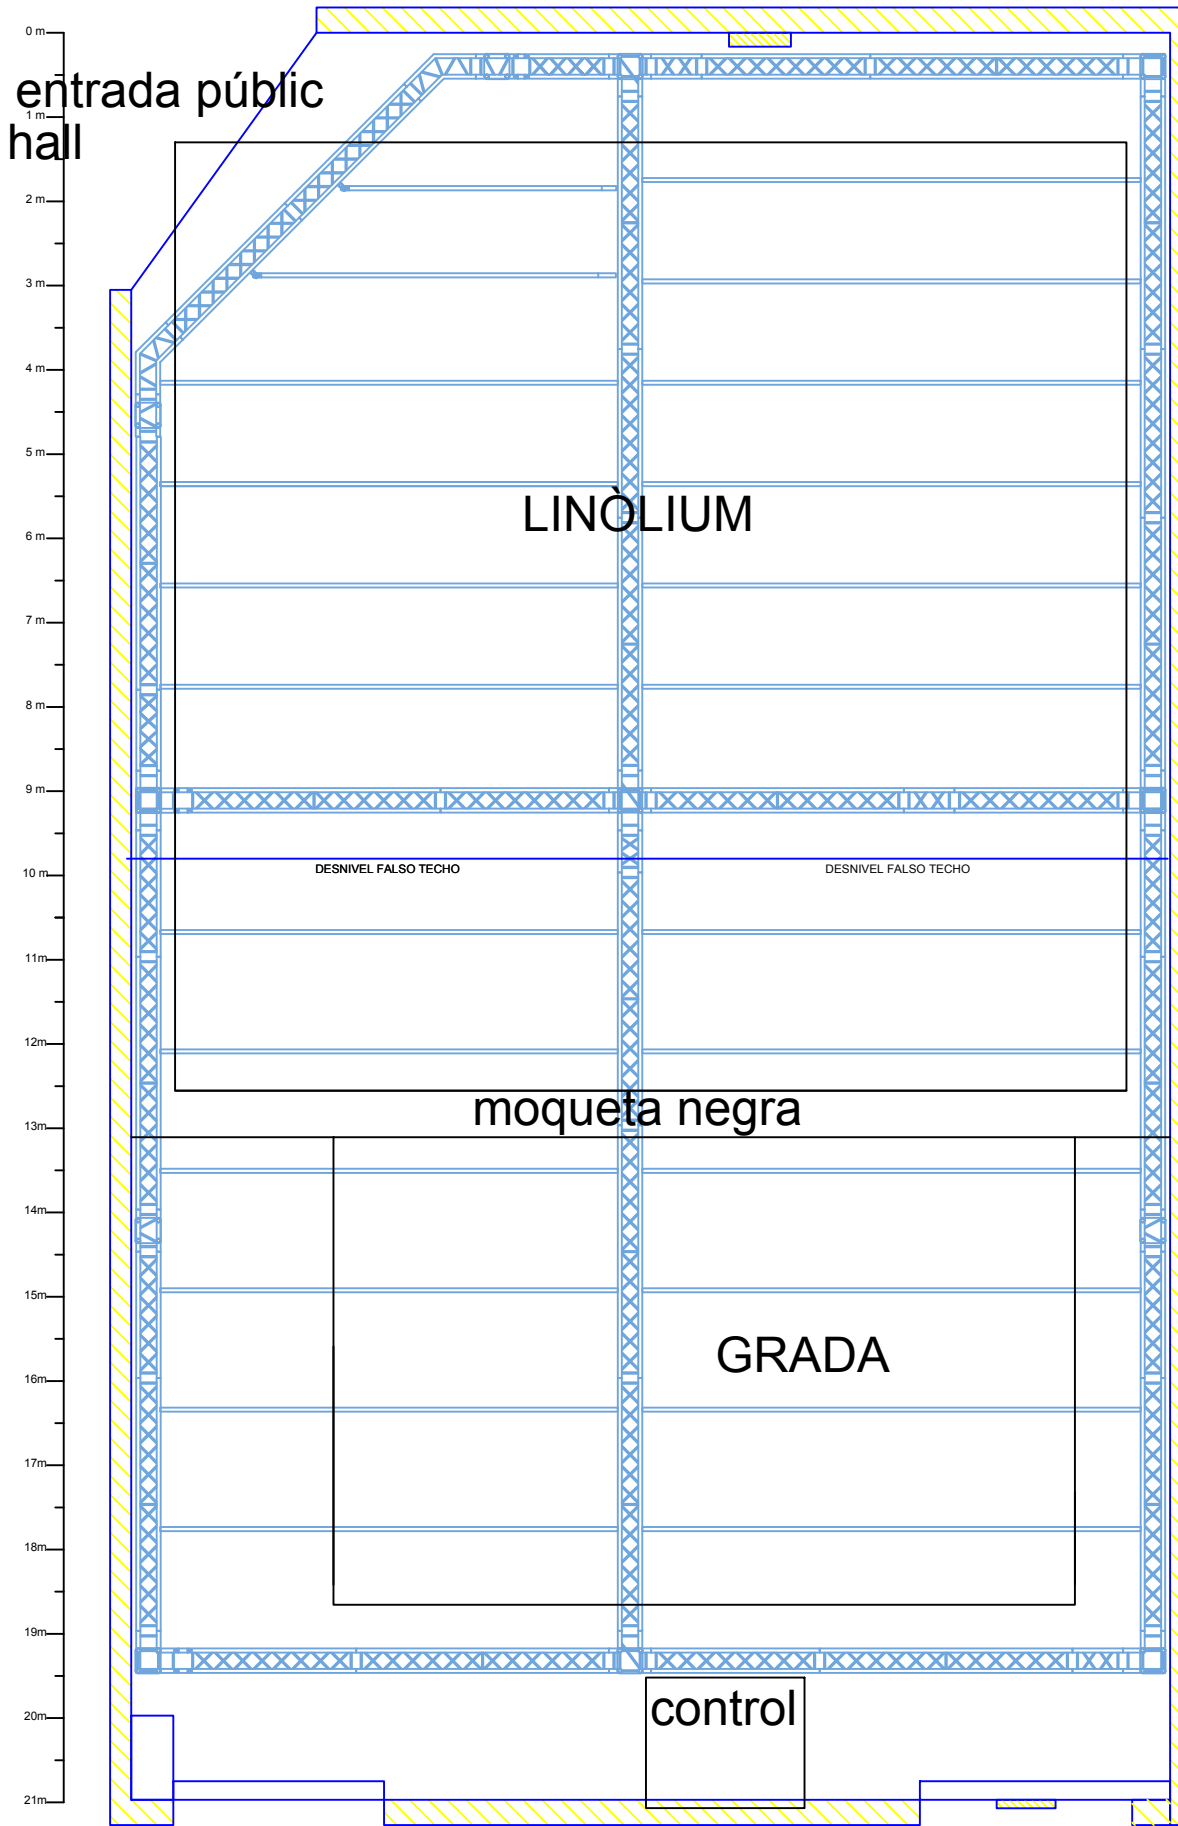 0 m
entrada públic
1 m
hall
2 m
3 m
4 m
5 m
LINÒLIUM
6 m
7 m
8 m
9 m
DESNIVEL FALSO TECHO DESNIVEL FALSO TECHO
10 m
11m
12m
moqueta negra
13m
14m
15m
GRADA
16m
17m
18m
19m
control
20m
21m